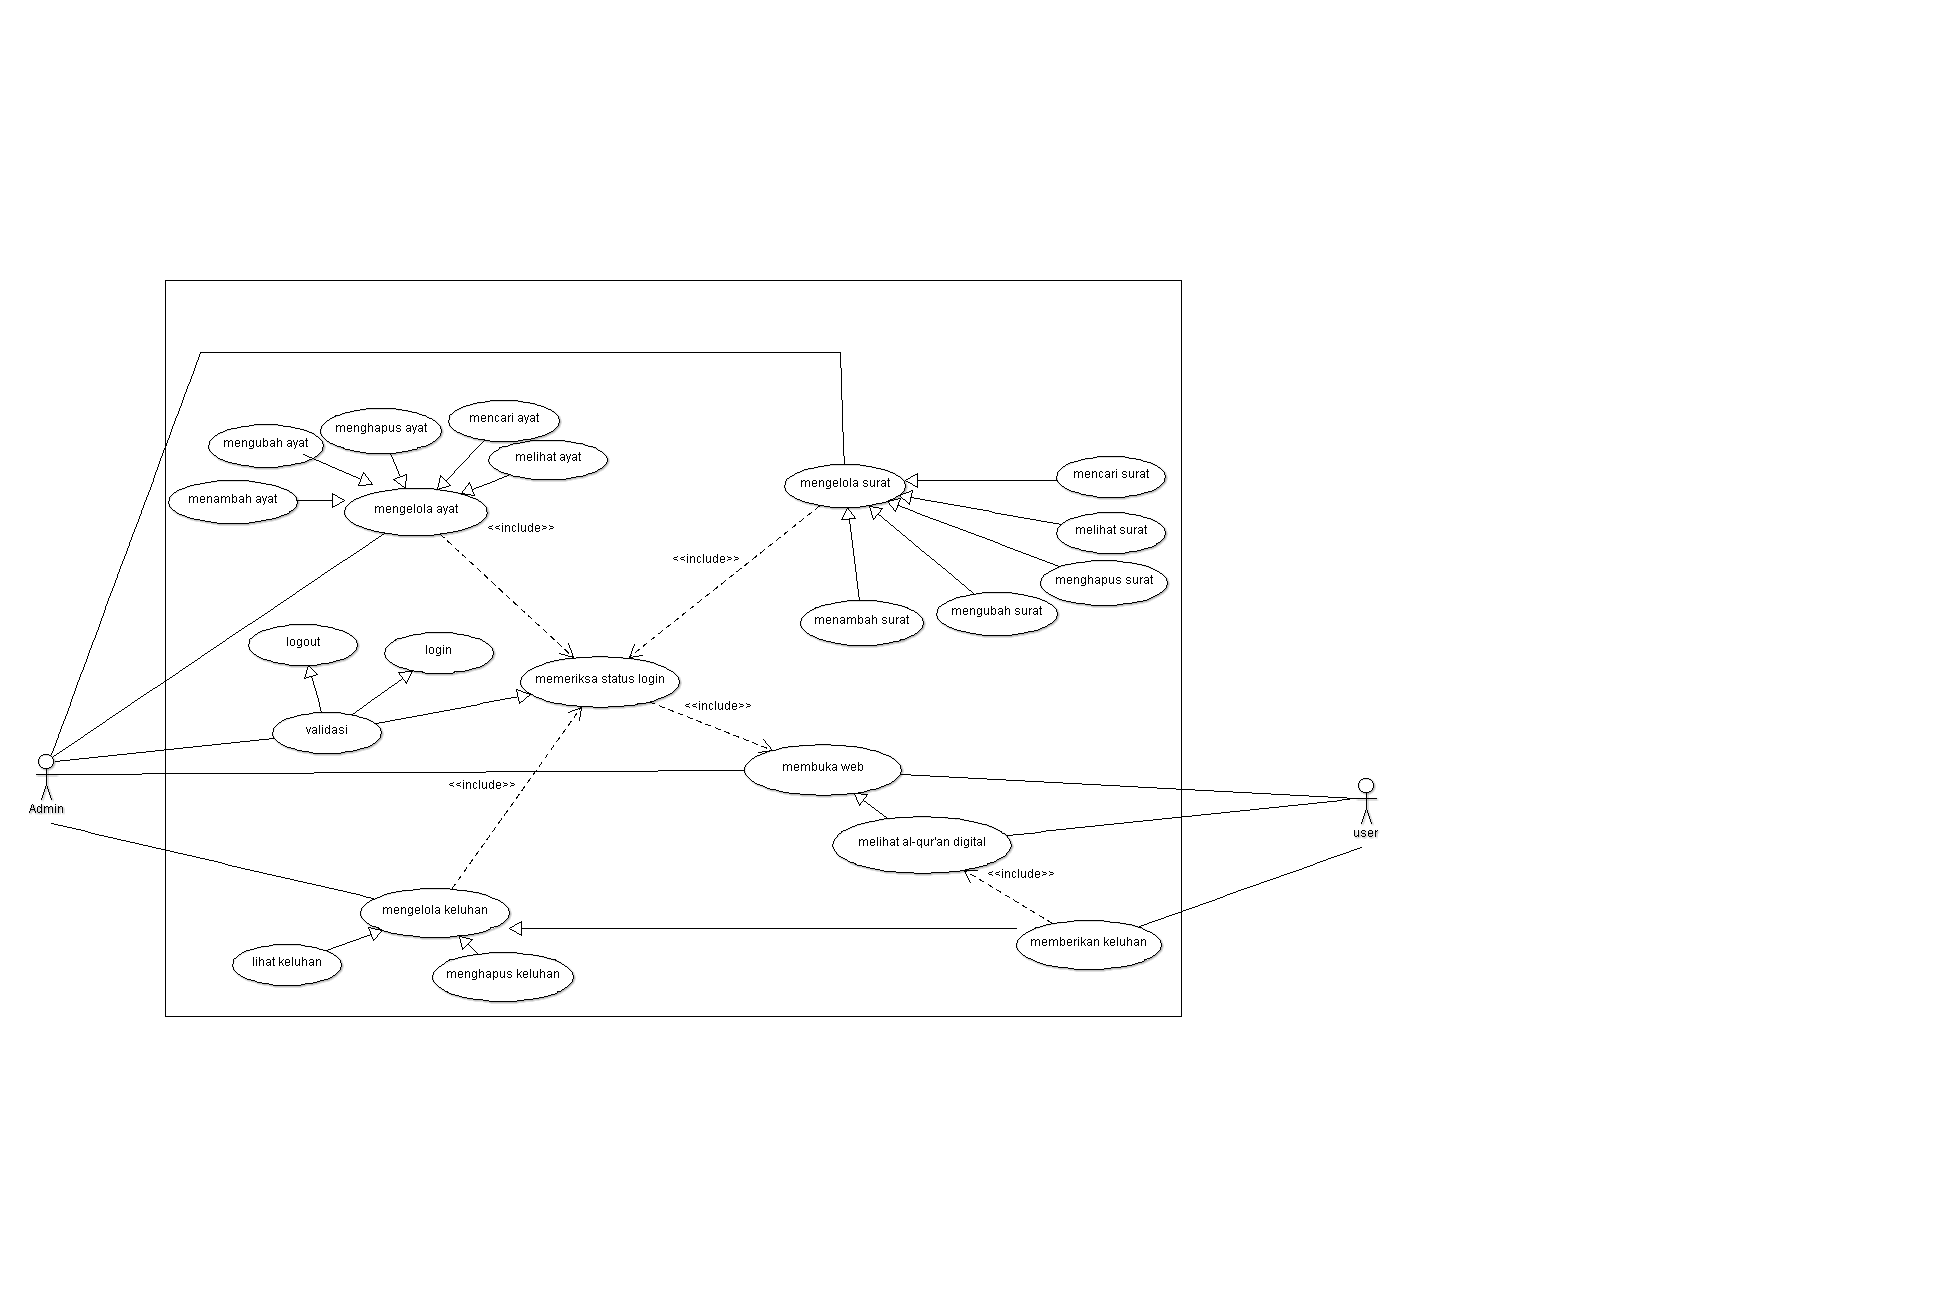 mencari ayat
menghapus ayat
mengubah ayat
melihat ayat
menambah ayat
mengelola ayat
<<include>>
mengelola surat
mencari surat
melihat surat
menghapus surat
mengubah surat
menambah surat
<<include>>
logout
login
memeriksa status login
validasi
<<include>>
membuka web
<<include>>
Admin
user
melihat al-qur'an digital
<<include>>
mengelola keluhan
memberikan keluhan
lihat keluhan
menghapus keluhan